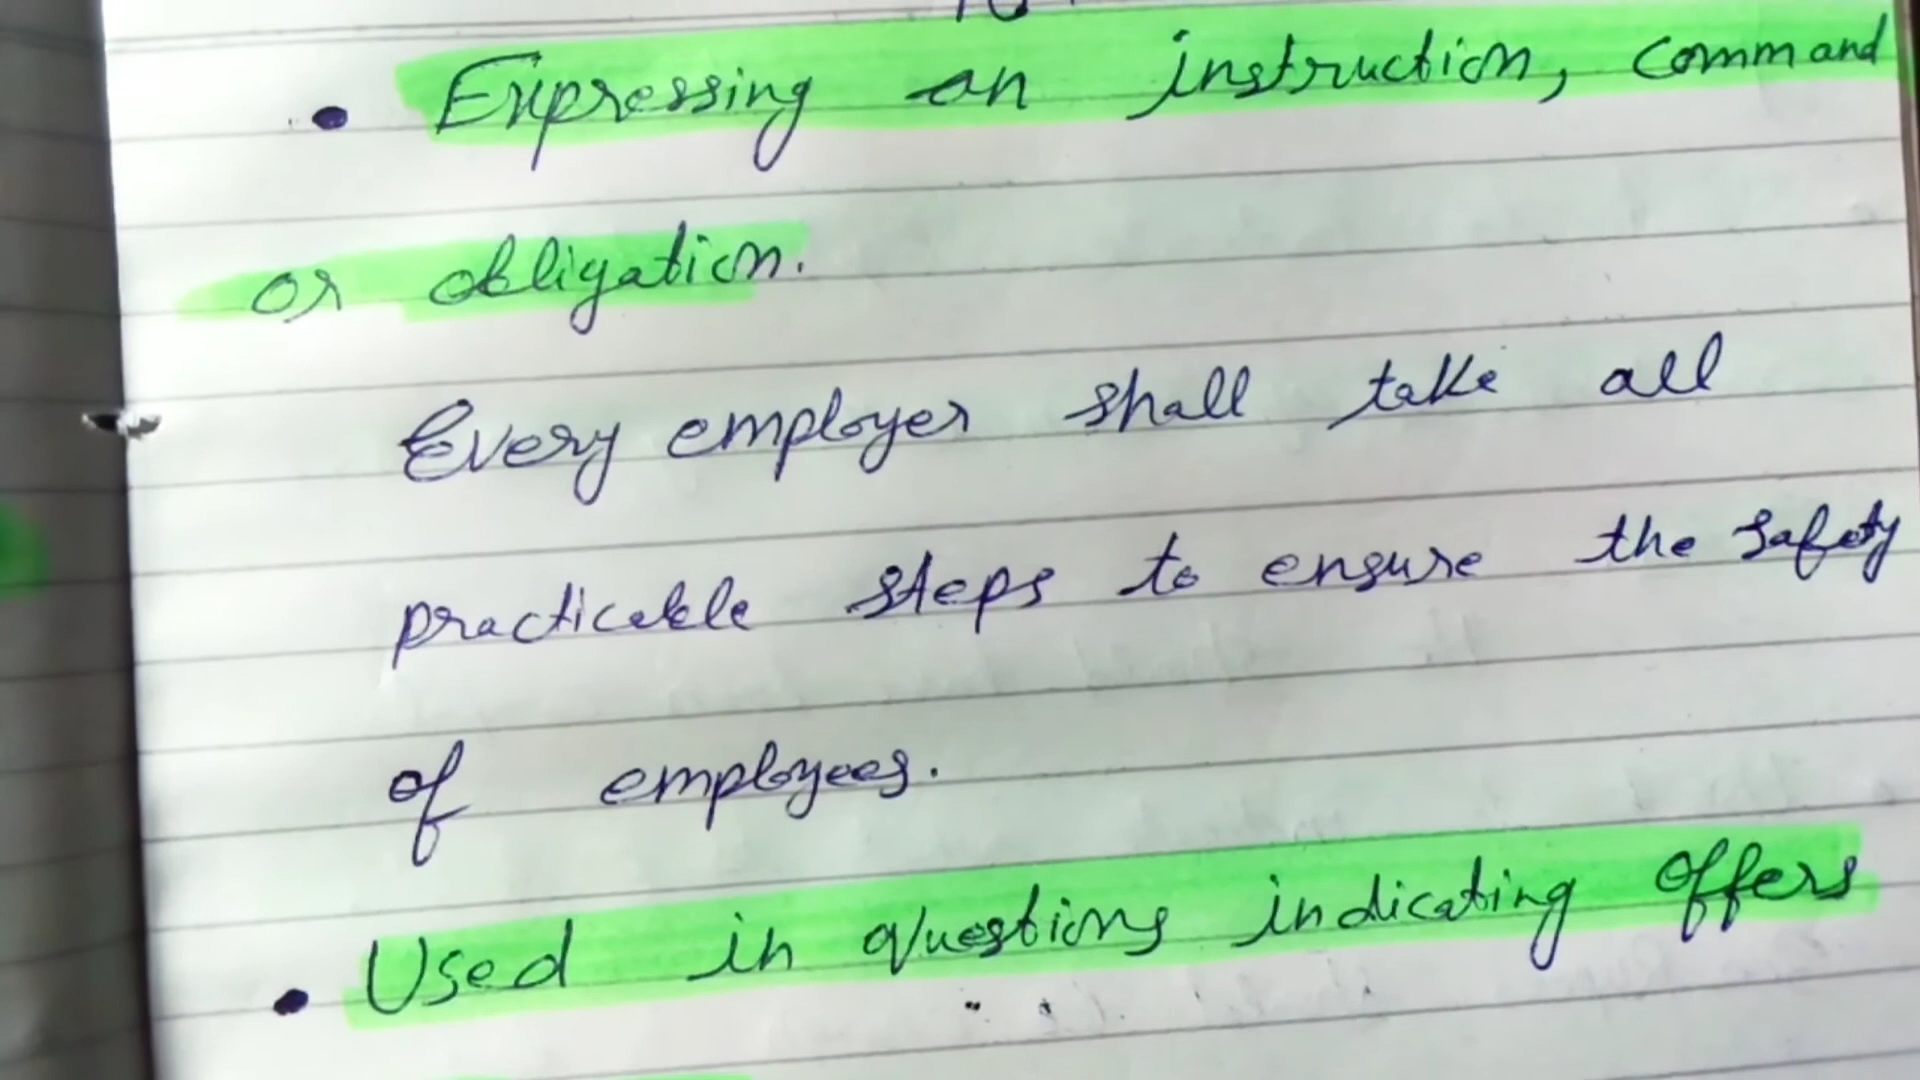 • Expressing an instruction, command
or obligation.
Every employer shall take all
practicable steps to ensure the safety
of employees.
• Used in questions indicating offers